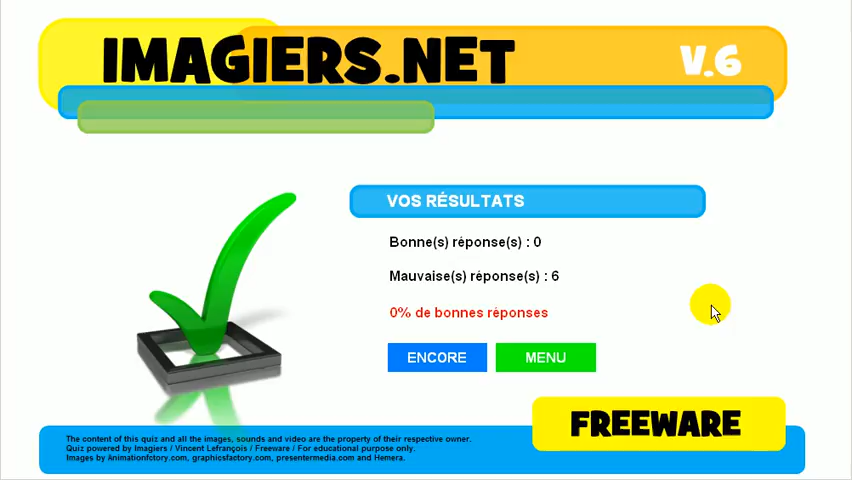 IMAGIERS.NET
V.6
VOS RÉSULTATS
Bonne(s) réponse(s) : 0
Mauvaise(s) réponse(s) : 6
0% de bonnes réponses
ENCORE
MENU
FREEWARE
The content of this quiz and all the images, sounds and video are the property of their respective owner.
Quiz powered by Imagiers / Vincent Lefrançois / Freeware / For educational purpose only.
Images by Animationfctory.com, graphicsfactory.com, presentermedia.com and Hemera.